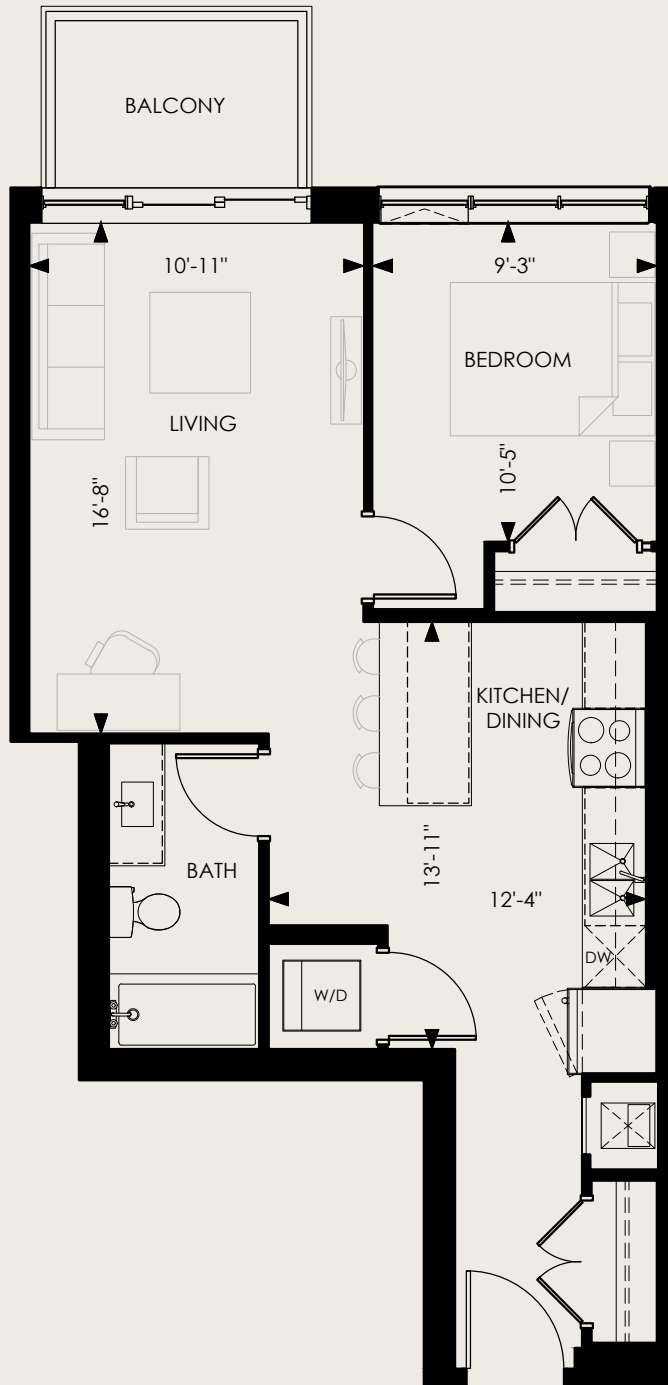 BALCONY
10'-11"
9'-3"
BEDROOM
LIVING
10'-5"
16'-8"
KITCHEN/
DINING
13'-11"
BATH
12'-4"
DW
W/D